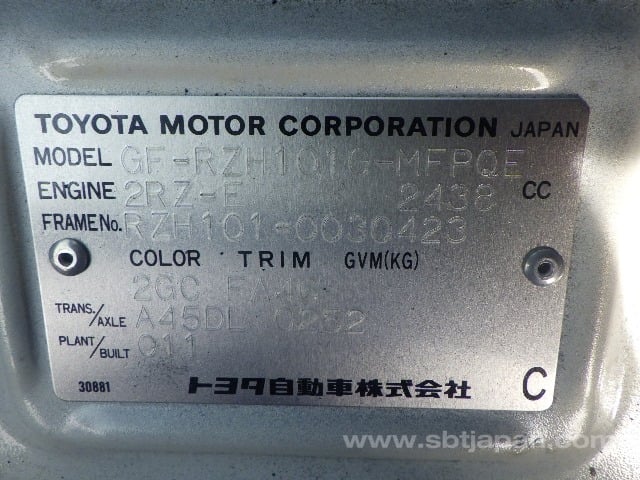 TOYOTA MOTOR CORPORATION JAPAN
MODEL GF-RZH101G-MFPQE
ENGINE 2RZ-E 2438 CC
FRAME No. RZH101-0030423
COLOR TRIM GVM(KG)
2GC
TRANS./AXLE A45DL
PLANT/BUILT
30881 トヨタ自動車株式会社 C
www.sbtjapan.com